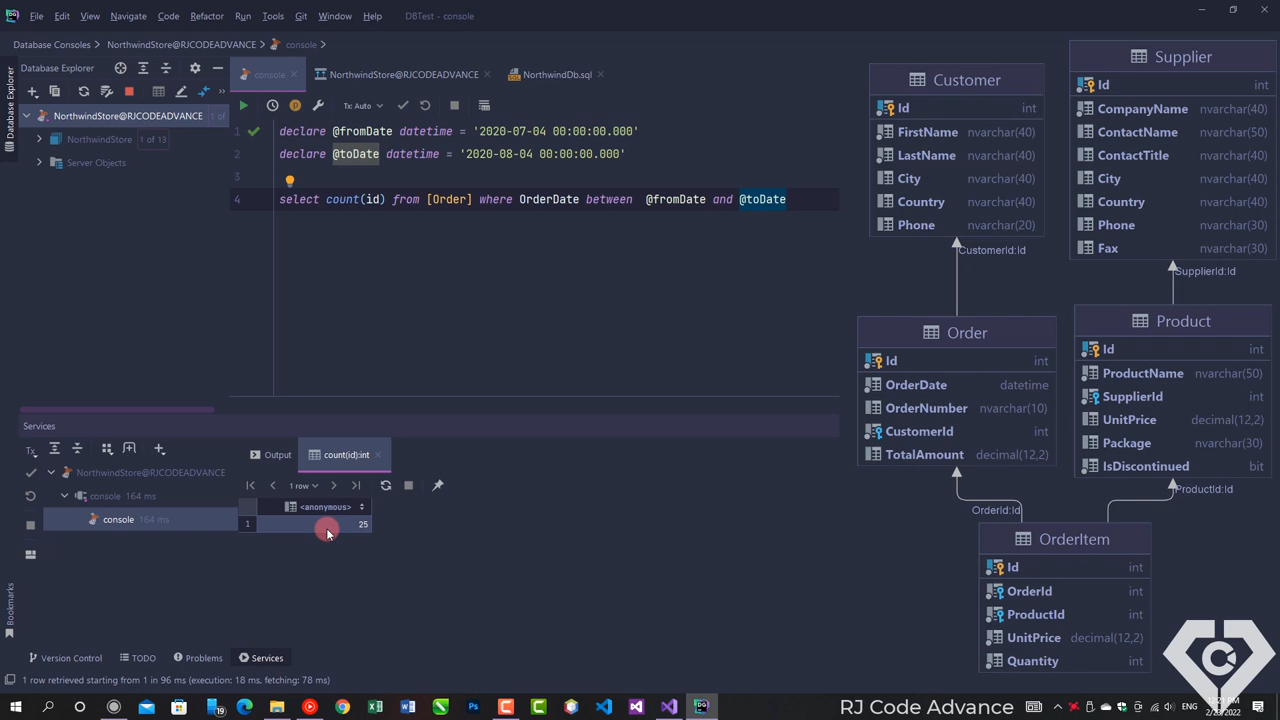 File Edit View Navigate Code Refactor Run Tools Git Window Help DBTest - console
Database Consoles NorthwindStore@RJCODEADVANCE console
Database Explorer
console NorthwindStore@RJCODEADVANCE NorthwindDb.sql
Tx: Auto
Database Explorer
NorthwindStore@RJCODEADVANCE 1 of
NorthwindStore 1 of 13
Server Objects
1 declare @fromDate datetime = '2020-07-04 00:00:00.000'
2 declare @toDate datetime = '2020-08-04 00:00:00.000'
3
4 select count(id) from [Order] where OrderDate between @fromDate and @toDate
Customer
Id int
FirstName nvarchar(40)
LastName nvarchar(40)
City nvarchar(40)
Country nvarchar(40)
Phone nvarchar(20)
CustomerId:Id
Supplier
Id int
CompanyName nvarchar(40)
ContactName nvarchar(50)
ContactTitle nvarchar(40)
City nvarchar(40)
Country nvarchar(40)
Phone nvarchar(30)
Fax nvarchar(30)
SupplierId:Id
Order
Id int
OrderDate datetime
OrderNumber nvarchar(10)
CustomerId int
TotalAmount decimal(12,2)
OrderId:Id
Product
Id int
ProductName nvarchar(50)
SupplierId int
UnitPrice decimal(12,2)
Package nvarchar(30)
IsDiscontinued bit
ProductId:Id
OrderItem
Id int
OrderId int
ProductId int
UnitPrice decimal(12,2)
Quantity int
Services
Tx
Output count(id):int
NorthwindStore@RJCODEADVANCE
1 row
console 164 ms
<anonymous>
console 164 ms
1 25
Bookmarks
Version Control TODO Problems Services
1 row retrieved starting from 1 in 96 ms (execution: 18 ms, fetching: 78 ms)
19
RJ Code Advance
ENG